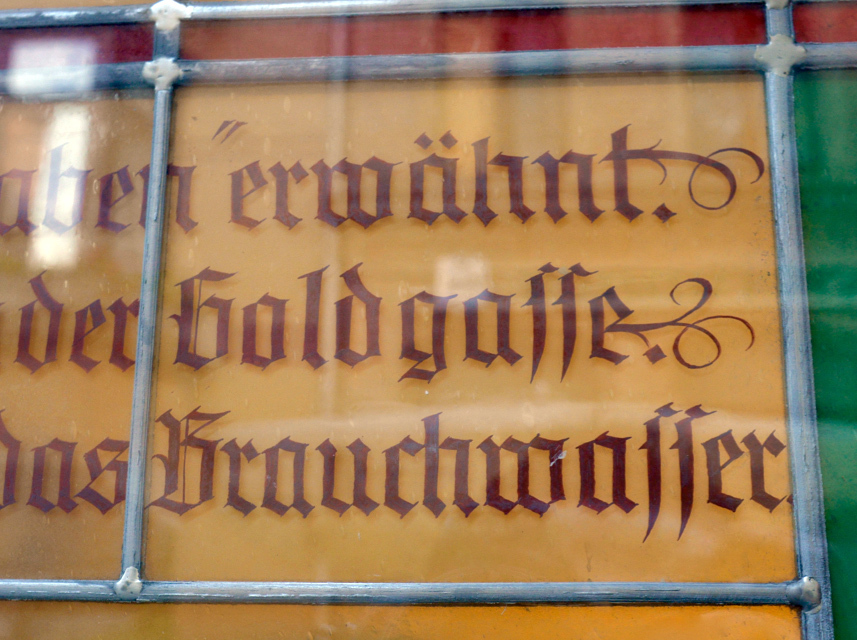 aben" erwähnt.
der Goldgasse.
das Brauchwasser.